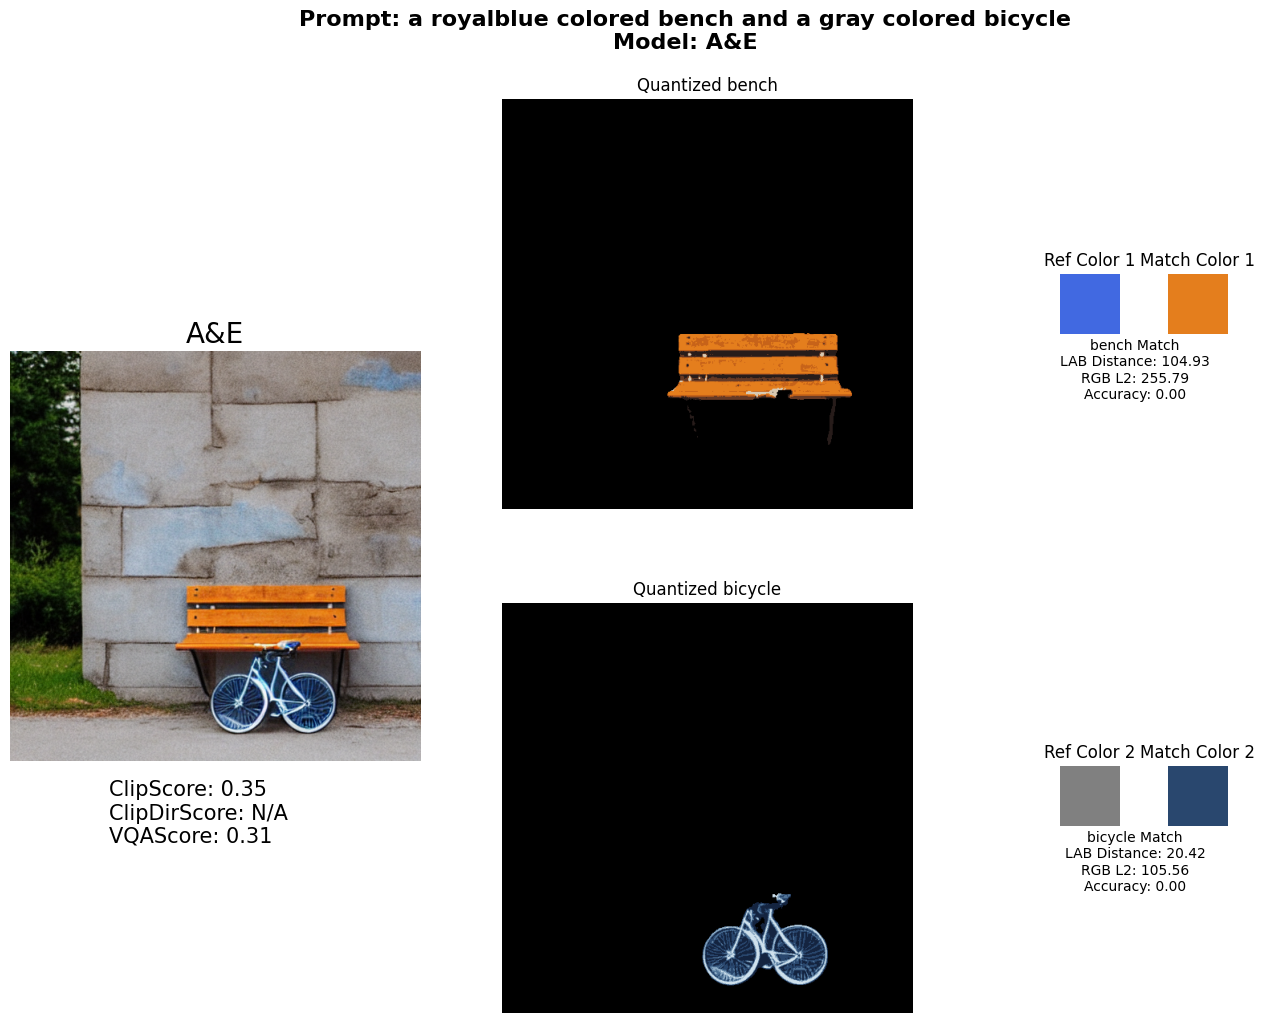 Prompt: a royalblue colored bench and a gray colored bicycle
Model: A&E
Quantized bench
Ref Color 1 Match Color 1
bench Match
LAB Distance: 104.93
RGB L2: 255.79
Accuracy: 0.00
A&E
ClipScore: 0.35
ClipDirScore: N/A
VQAScore: 0.31
Quantized bicycle
Ref Color 2 Match Color 2
bicycle Match
LAB Distance: 20.42
RGB L2: 105.56
Accuracy: 0.00